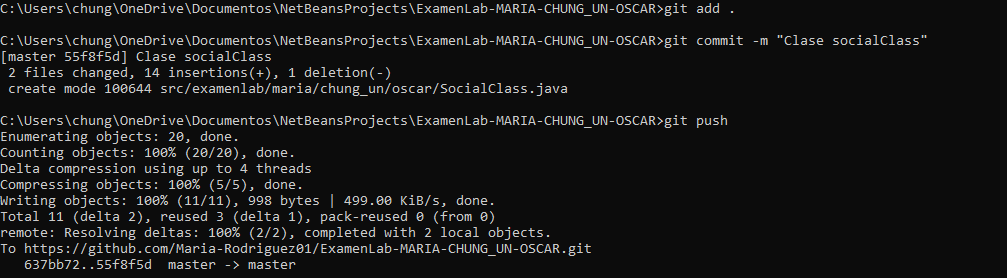 C:\Users\chung\OneDrive\Documentos\NetBeansProjects\ExamenLab-MARIA-CHUNG_UN-OSCAR>git add .
C:\Users\chung\OneDrive\Documentos\NetBeansProjects\ExamenLab-MARIA-CHUNG_UN-OSCAR>git commit -m "Clase socialClass"
[master 55f8f5d] Clase socialClass
 2 files changed, 14 insertions(+), 1 deletion(-)
 create mode 100644 src/examenlab/maria/chung_un/oscar/SocialClass.java
C:\Users\chung\OneDrive\Documentos\NetBeansProjects\ExamenLab-MARIA-CHUNG_UN-OSCAR>git push
Enumerating objects: 20, done.
Counting objects: 100% (20/20), done.
Delta compression using up to 4 threads
Compressing objects: 100% (5/5), done.
Writing objects: 100% (11/11), 998 bytes | 499.00 KiB/s, done.
Total 11 (delta 2), reused 3 (delta 1), pack-reused 0 (from 0)
remote: Resolving deltas: 100% (2/2), completed with 2 local objects.
To https://github.com/Maria-Rodriguez01/ExamenLab-MARIA-CHUNG_UN-OSCAR.git
   637bb72..55f8f5d  master -> master